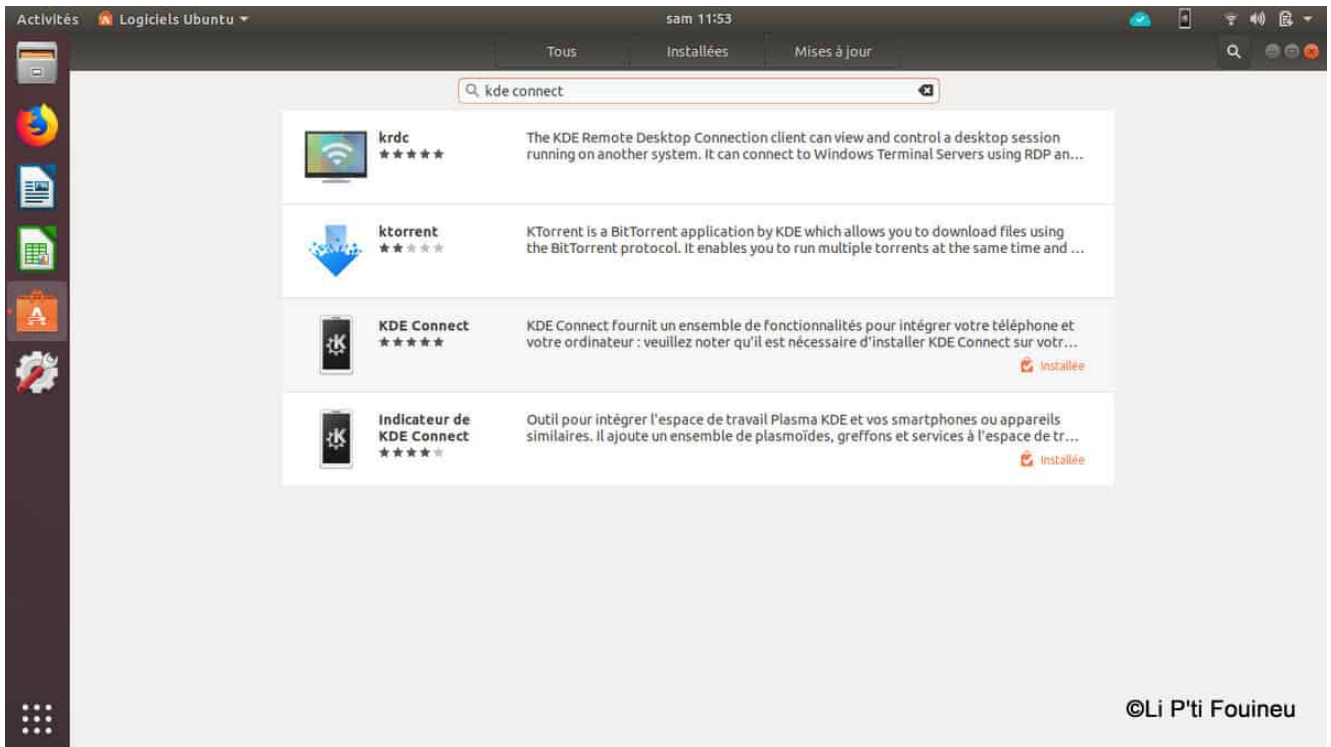 Activités
Logiciels Ubuntu
sam 11:53
Tous
Installées
Mises à jour
kde connect
krdc
The KDE Remote Desktop Connection client can view and control a desktop session
running on another system. It can connect to Windows Terminal Servers using RDP an...
ktorrent
KTorrent is a BitTorrent application by KDE which allows you to download files using
the BitTorrent protocol. It enables you to run multiple torrents at the same time and ...
KDE Connect
KDE Connect fournit un ensemble de fonctionnalités pour intégrer votre téléphone et
votre ordinateur : veuillez noter qu'il est nécessaire d'installer KDE Connect sur votr...
Installée
Indicateur de
KDE Connect
Outil pour intégrer l'espace de travail Plasma KDE et vos smartphones ou appareils
similaires. Il ajoute un ensemble de plasmoïdes, greffons et services à l'espace de tr...
Installée
©Li P'ti Fouineu